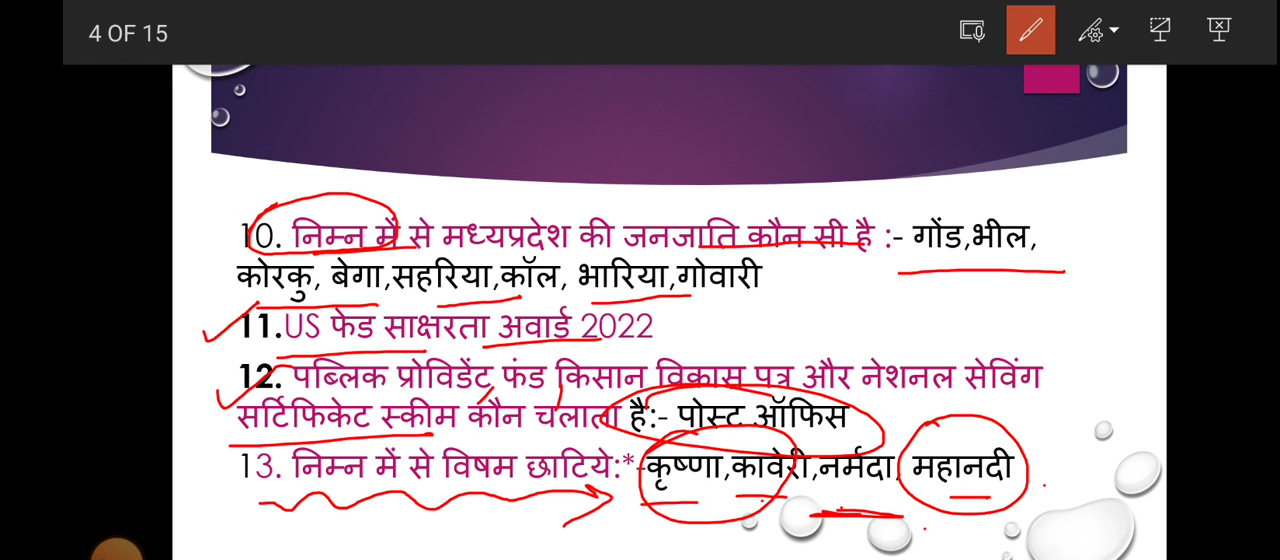 4 OF 15
10. निम्न में से मध्यप्रदेश की जनजाति कौन सी है :- गोंड,भील,
कोरकु, बेगा,सहरिया,कॉल, भारिया,गोवारी
11.US फेड साक्षरता अवार्ड 2022
12. पब्लिक प्रोविडेंट फंड किसान विकास पत्र और नेशनल सेविंग
सर्टिफिकेट स्कीम कौन चलाता है:- पोस्ट ऑफिस
13. निम्न में से विषम छाटिये:*-कृष्णा,कावेरी,नर्मदा, महानदी